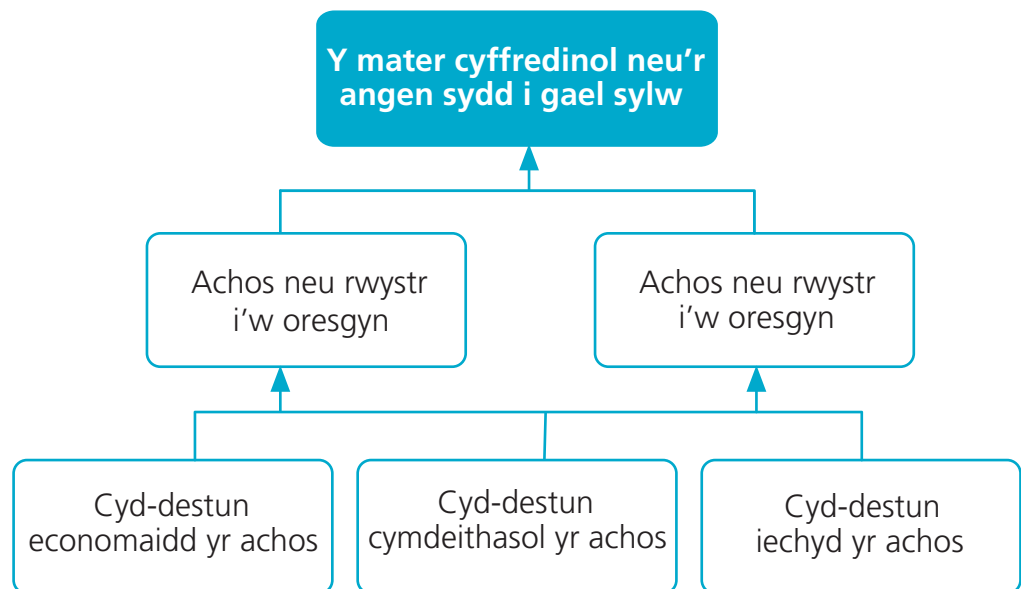 Y mater cyffredinol neu'r
angen sydd i gael sylw
Achos neu rwystr
i'w oresgyn
Achos neu rwystr
i'w oresgyn
Cyd-destun
economaidd yr achos
Cyd-destun
cymdeithasol yr achos
Cyd-destun
iechyd yr achos